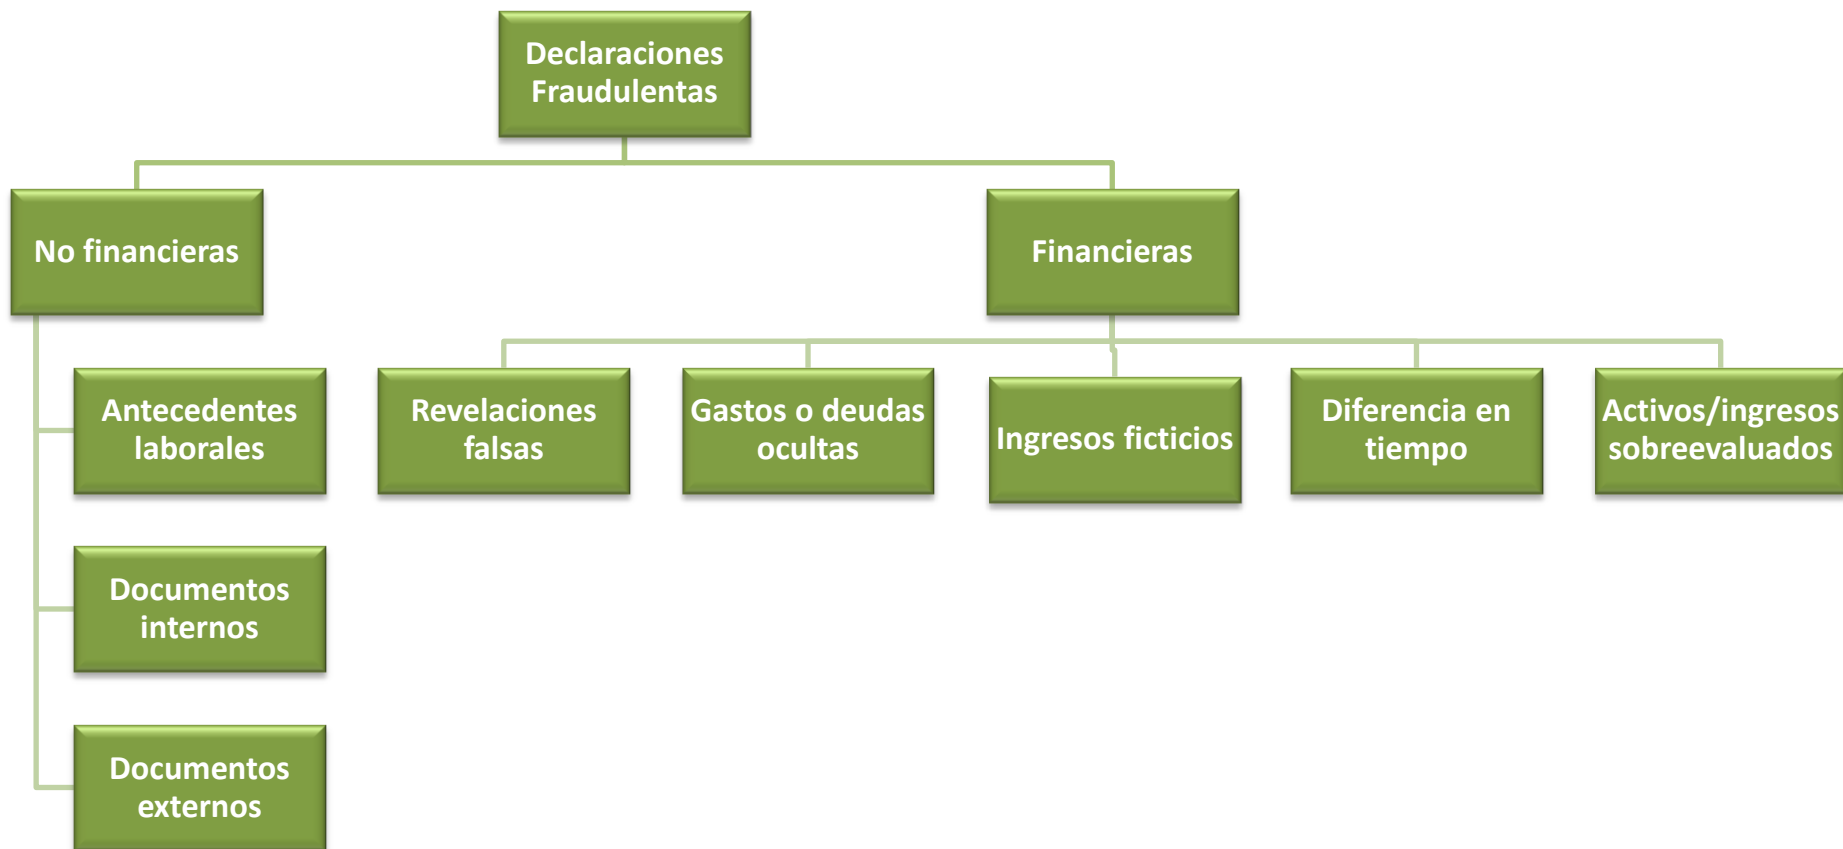 Declaraciones
Fraudulentas
No financieras
Financieras
Antecedentes
laborales
Revelaciones
falsas
Gastos o deudas
ocultas
Ingresos ficticios
Diferencia en
tiempo
Activos/ingresos
sobreevaluados
Documentos
internos
Documentos
externos